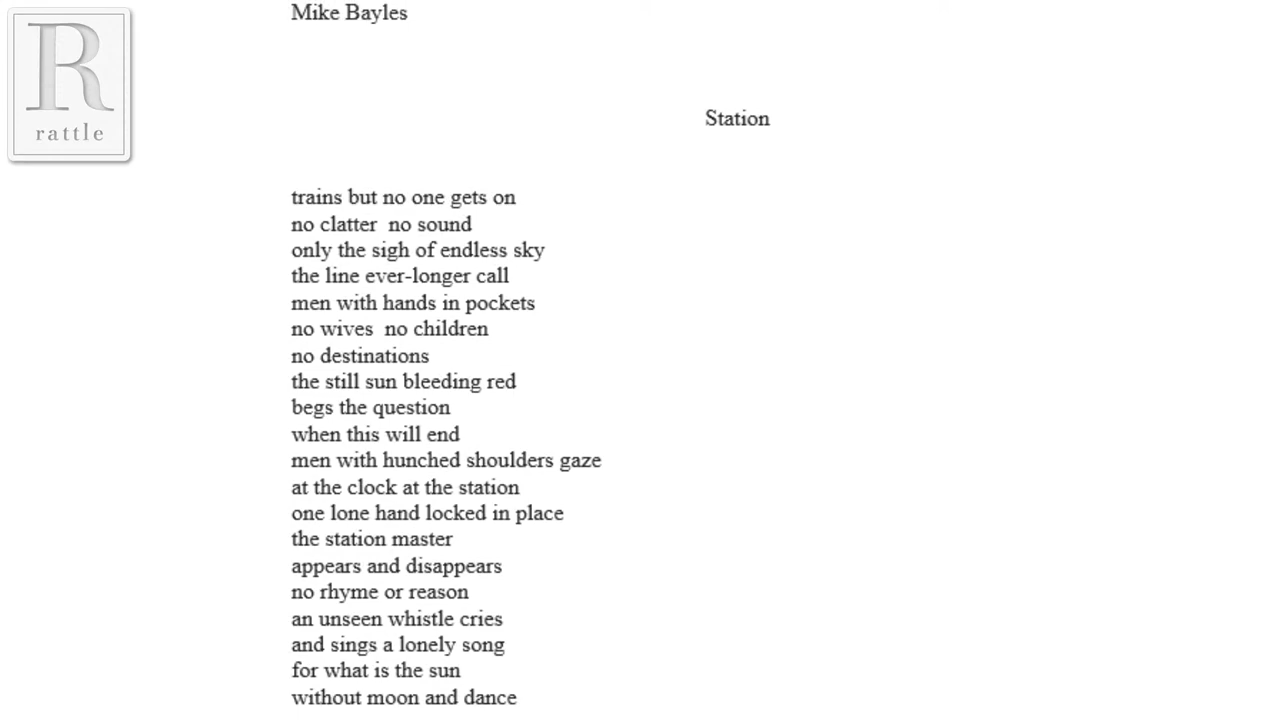 Mike Bayles
R
rattle
Station
trains but no one gets on
no clatter  no sound
only the sigh of endless sky
the line ever-longer call
men with hands in pockets
no wives  no children
no destinations
the still sun bleeding red
begs the question
when this will end
men with hunched shoulders gaze
at the clock at the station
one lone hand locked in place
the station master
appears and disappears
no rhyme or reason
an unseen whistle cries
and sings a lonely song
for what is the sun
without moon and dance